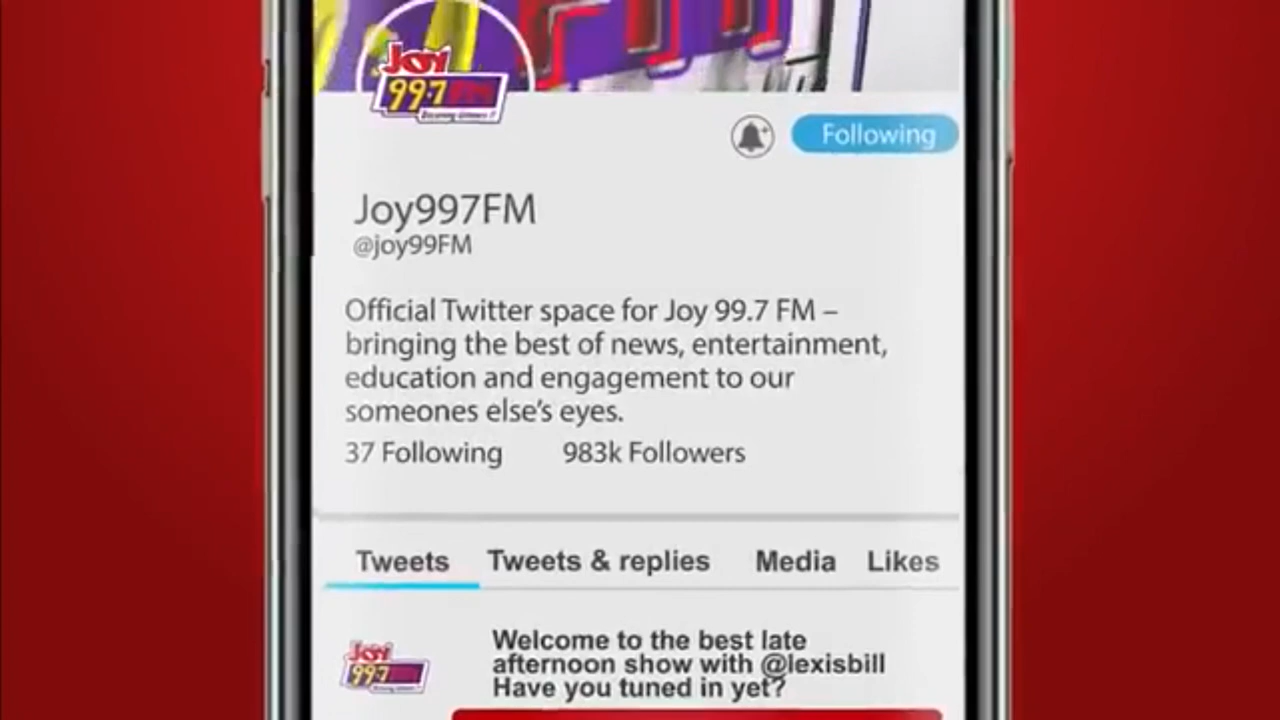 JOY
99.7 FM
Following
Joy997FM
@joy99FM
Official Twitter space for Joy 99.7 FM –
bringing the best of news, entertainment,
education and engagement to our
someones else's eyes.
37 Following 983k Followers
Tweets Tweets & replies Media Likes
JOY
99.7
Welcome to the best late
afternoon show with @lexisbill
Have you tuned in yet?